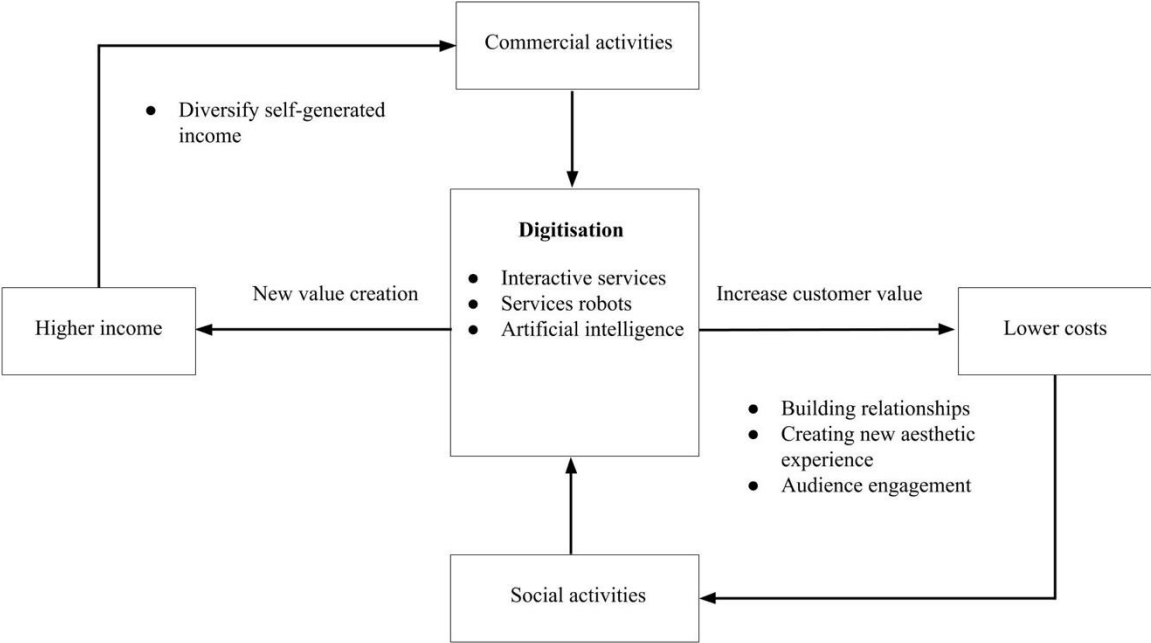 Commercial activities
● Diversify self-generated
income
Digitisation
● Interactive services
● Services robots
● Artificial intelligence
New value creation
Increase customer value
Higher income
Lower costs
● Building relationships
● Creating new aesthetic
experience
● Audience engagement
Social activities